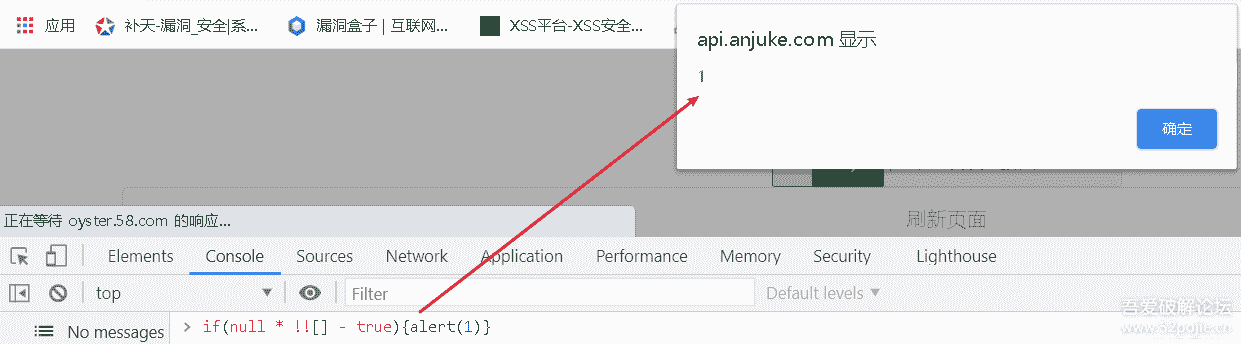 应用
补天-漏洞_安全|系...
漏洞盒子 | 互联网...
XSS平台-XSS安全...
api.anjuke.com 显示
1
确定
正在等待 oyster.58.com 的响应...
刷新页面
Elements
Console
Sources
Network
Application
Performance
Memory
Security
Lighthouse
top
Filter
Default levels
No messages
if(null * !![] - true){alert(1)}
吾爱破解论坛
www.52pojie.cn